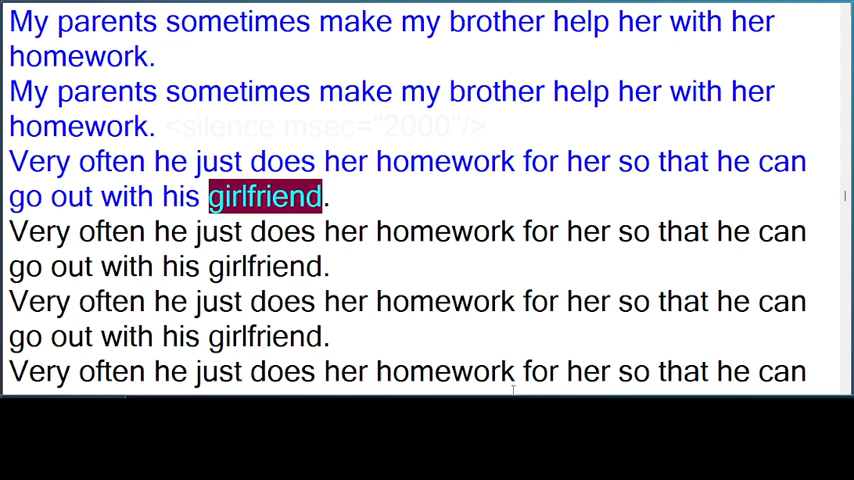 My parents sometimes make my brother help her with her
homework.
My parents sometimes make my brother help her with her
homework. <silence msec="2000"/>
Very often he just does her homework for her so that he can
go out with his girlfriend.
Very often he just does her homework for her so that he can
go out with his girlfriend.
Very often he just does her homework for her so that he can
go out with his girlfriend.
Very often he just does her homework for her so that he can